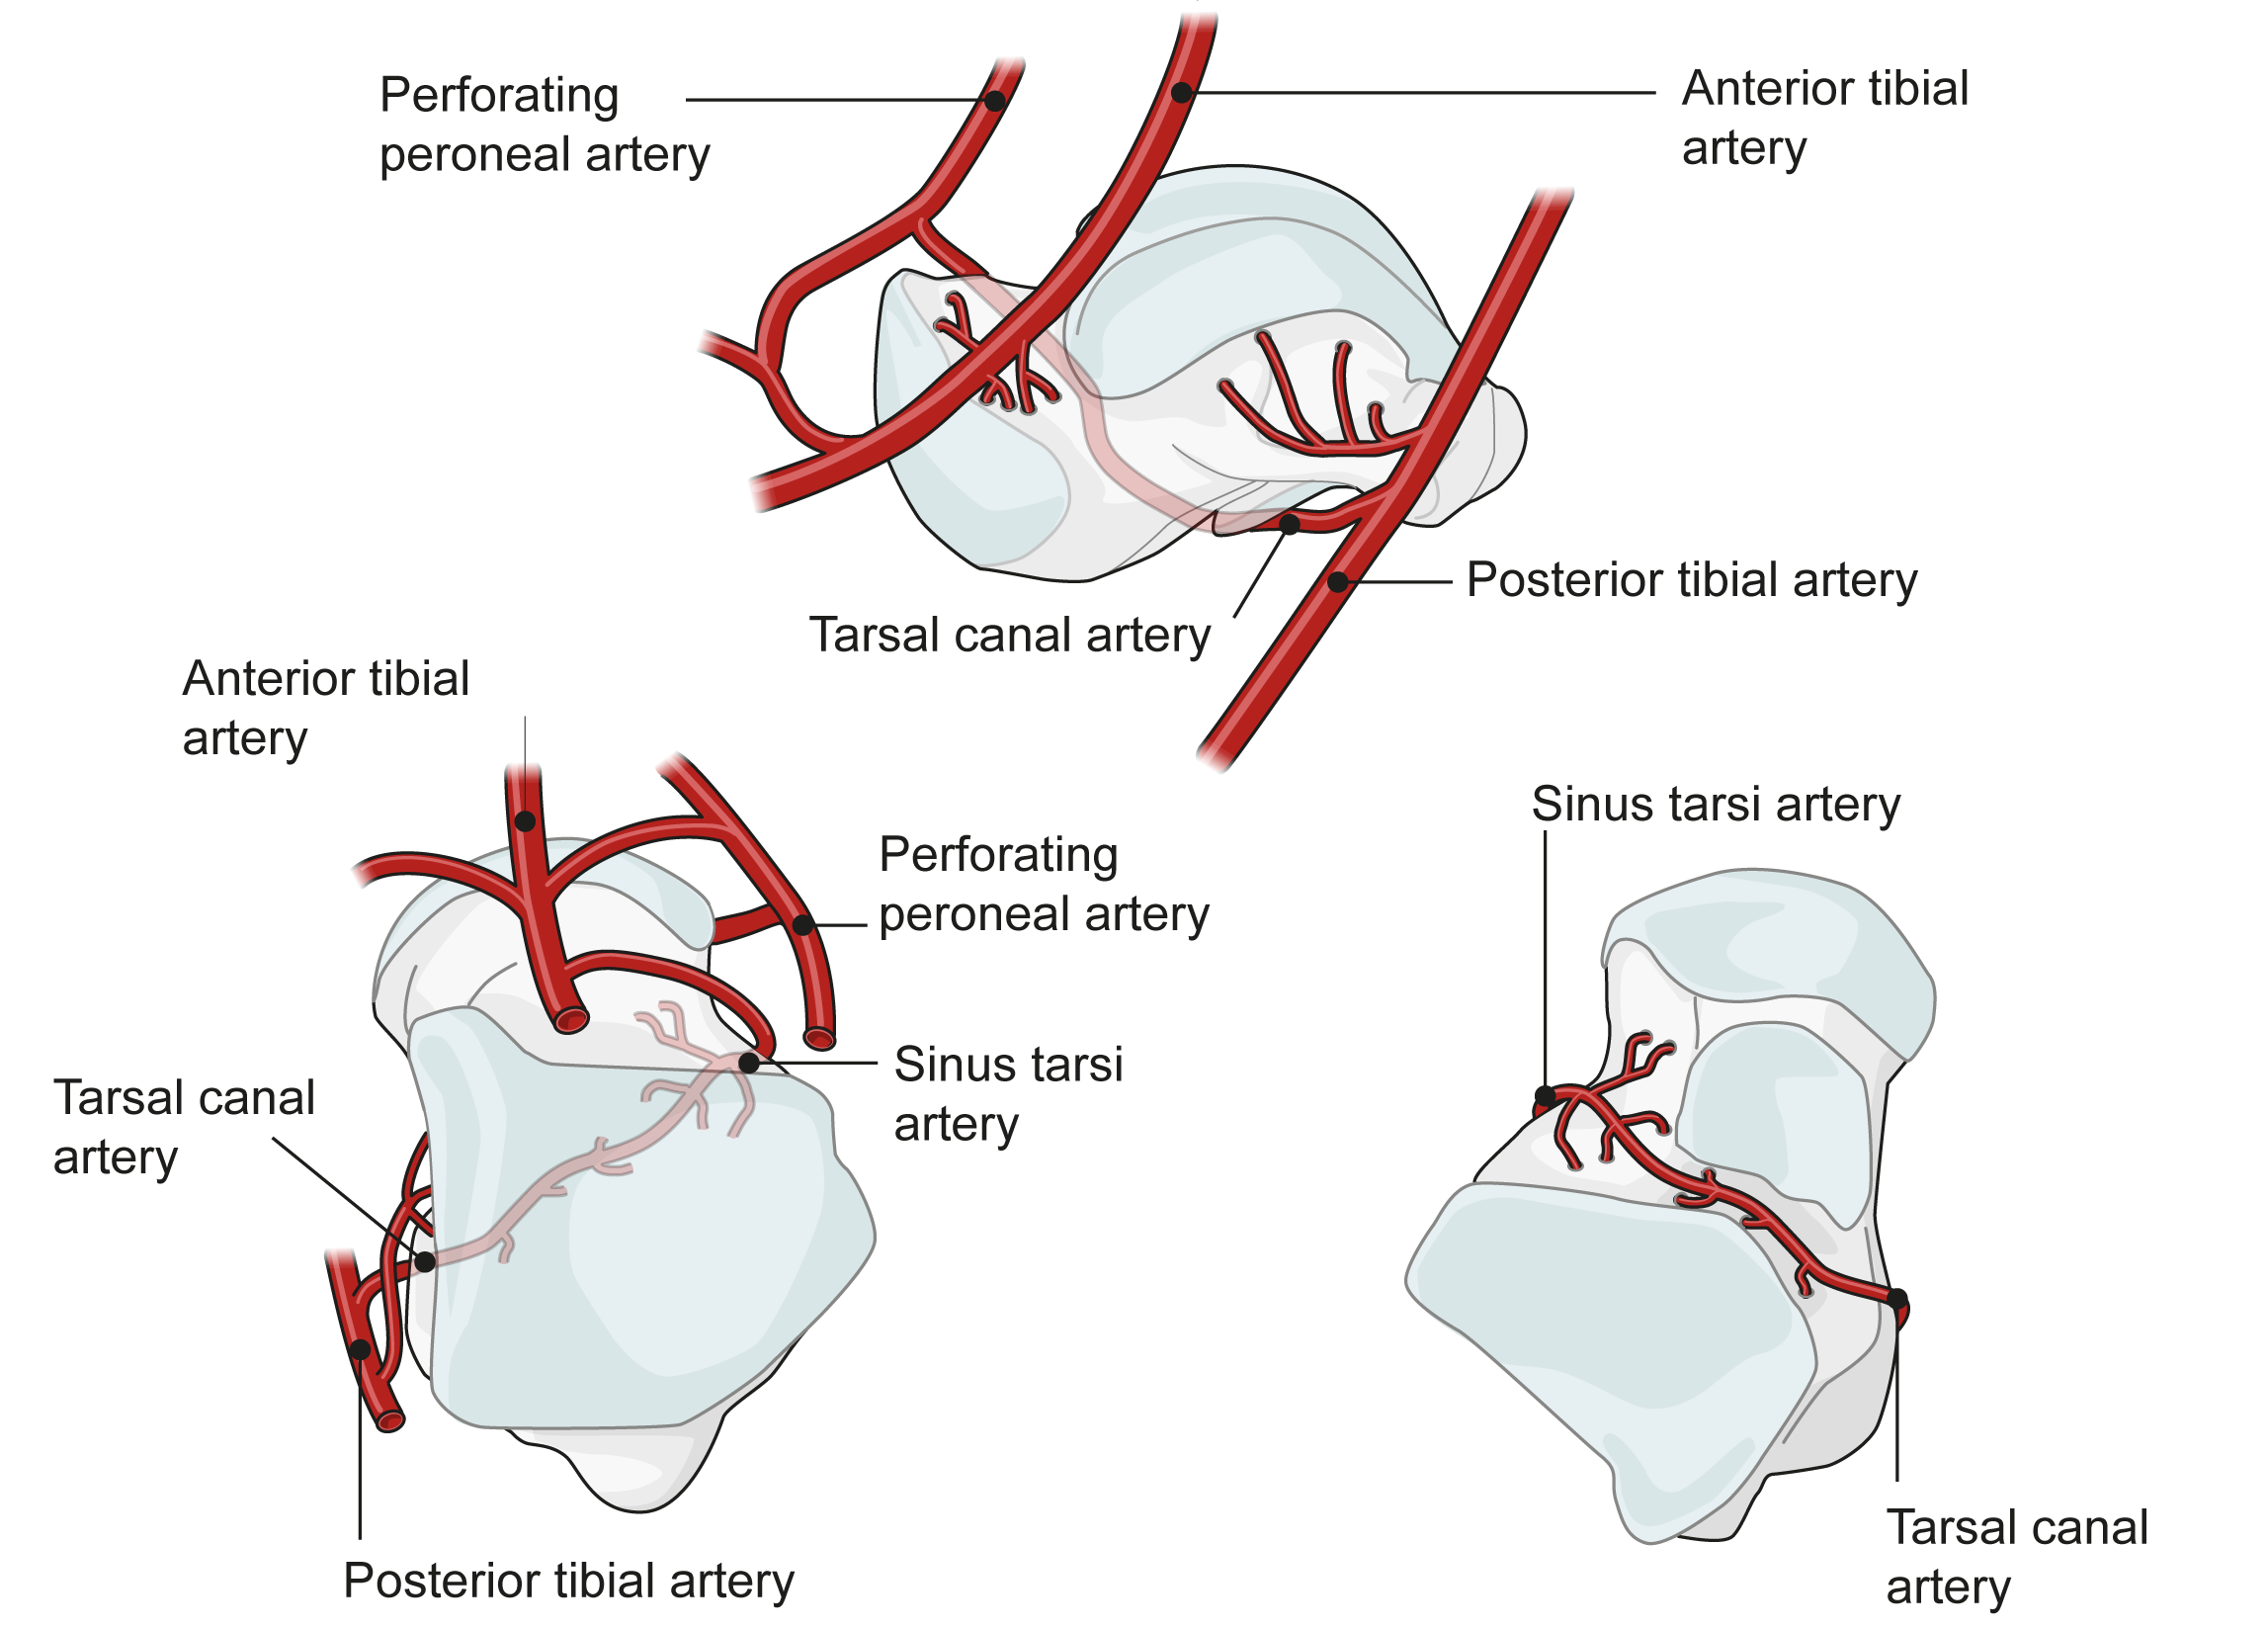 Perforating
peroneal artery
Anterior tibial
artery
Posterior tibial artery
Tarsal canal artery
Anterior tibial
artery
Perforating
peroneal artery
Sinus tarsi
artery
Tarsal canal
artery
Posterior tibial artery
Sinus tarsi artery
Tarsal canal
artery